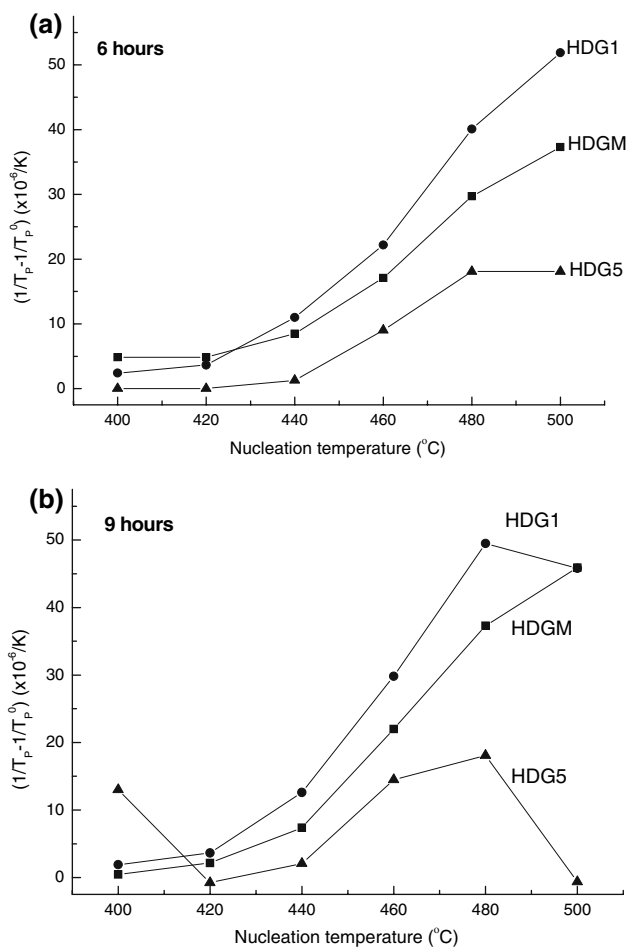 (a)
6 hours
HDG1
HDGM
HDG5
50
40
30
20
10
0
(1/T_P-1/T_P^0) (x10^-6/K)
400 420 440 460 480 500
Nucleation temperature (°C)
(b)
9 hours
HDG1
HDGM
HDG5
50
40
30
20
10
0
(1/T_P-1/T_P^0) (x10^-6/K)
400 420 440 460 480 500
Nucleation temperature (°C)